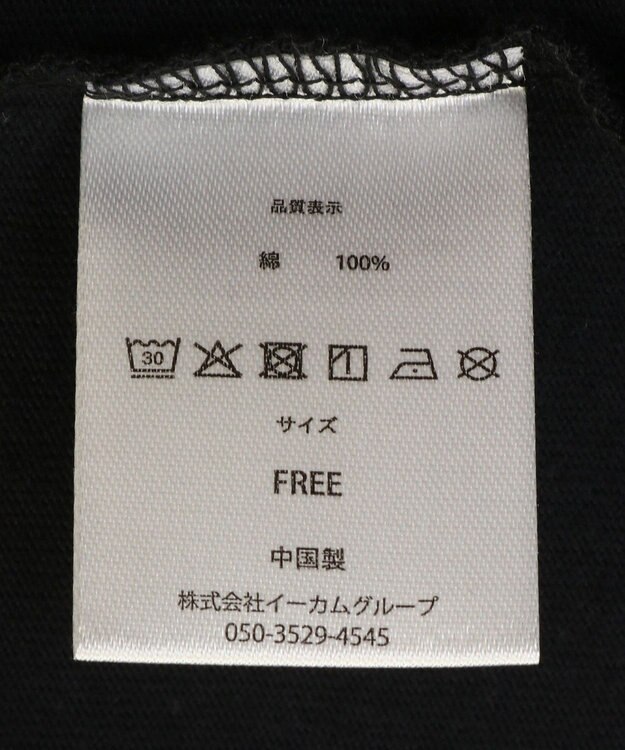 品質表示
綿 100%
30
サイズ
FREE
中国製
株式会社イーカムグループ
050-3529-4545